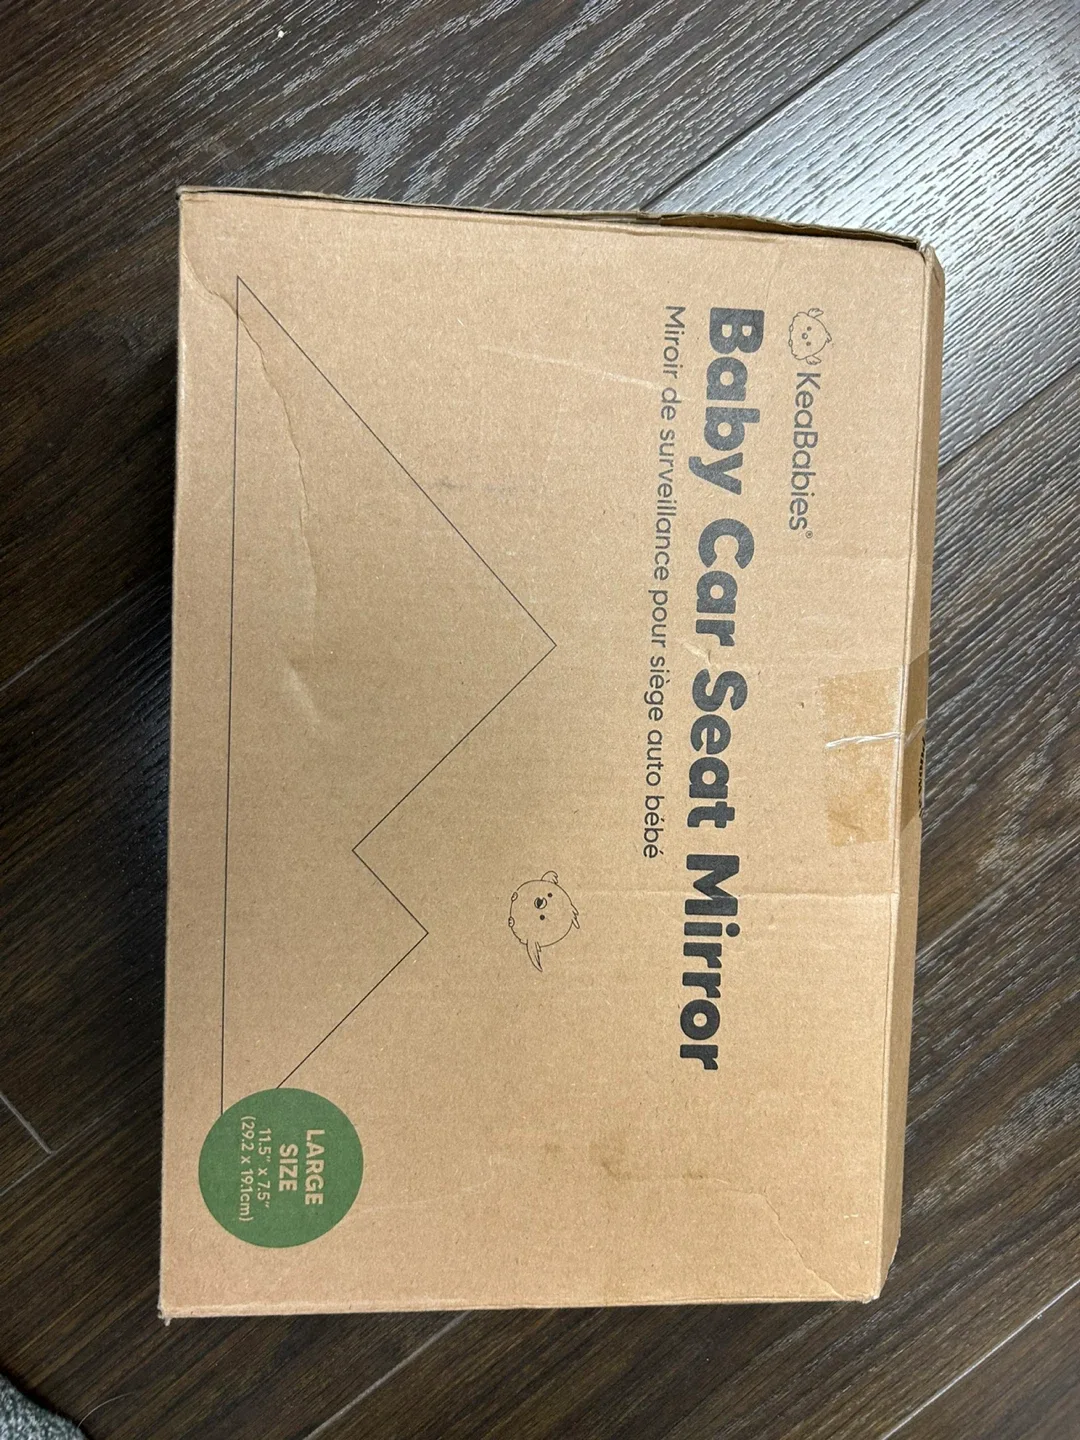 KeaBabies®
Baby Car Seat Mirror
Miroir de surveillance pour siège auto bébé
LARGE
SIZE
11.5" x 7.5"
(29.2 x 19.1cm)